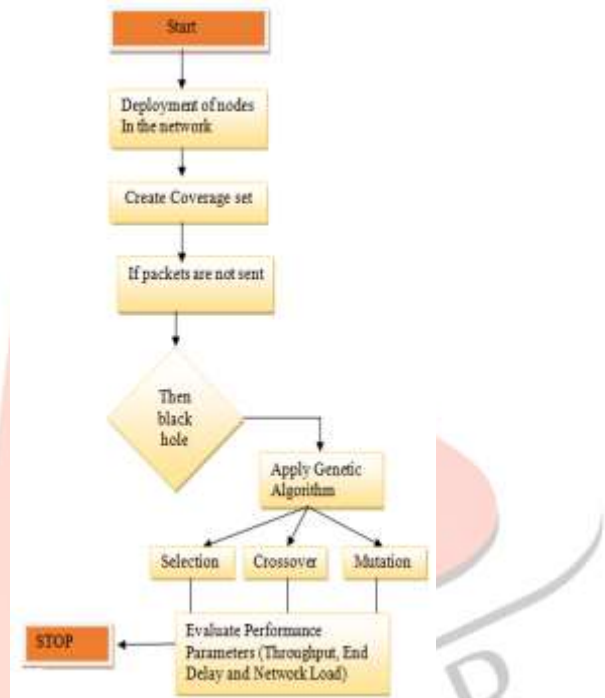 Start
Deployment of nodes
In the network
Create Coverage set
If packets are not sent
Then
black
hole
Apply Genetic
Algorithm
Selection
Crossover
Mutation
STOP
Evaluate Performance
Parameters (Throughput, End
Delay and Network Load)